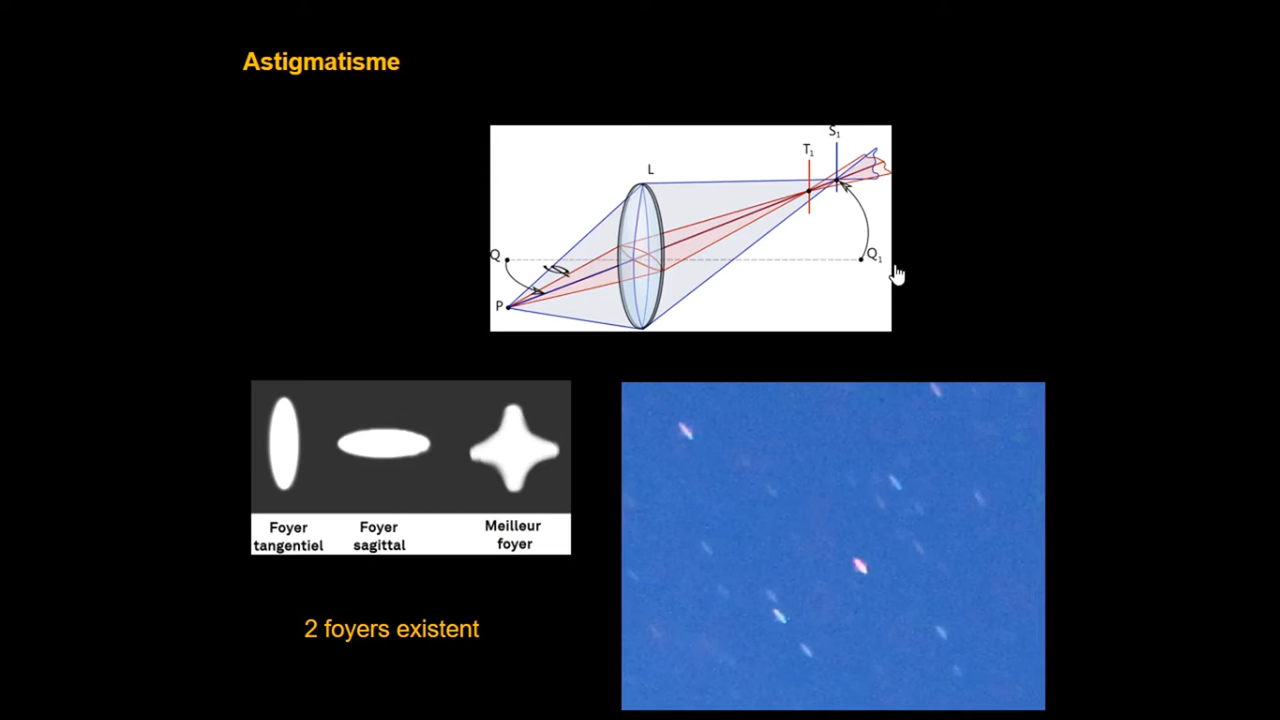 Astigmatisme
S₁
T₁
L
Q
Q₁
P
Foyer
tangentiel
Foyer
sagittal
Meilleur
foyer
2 foyers existent